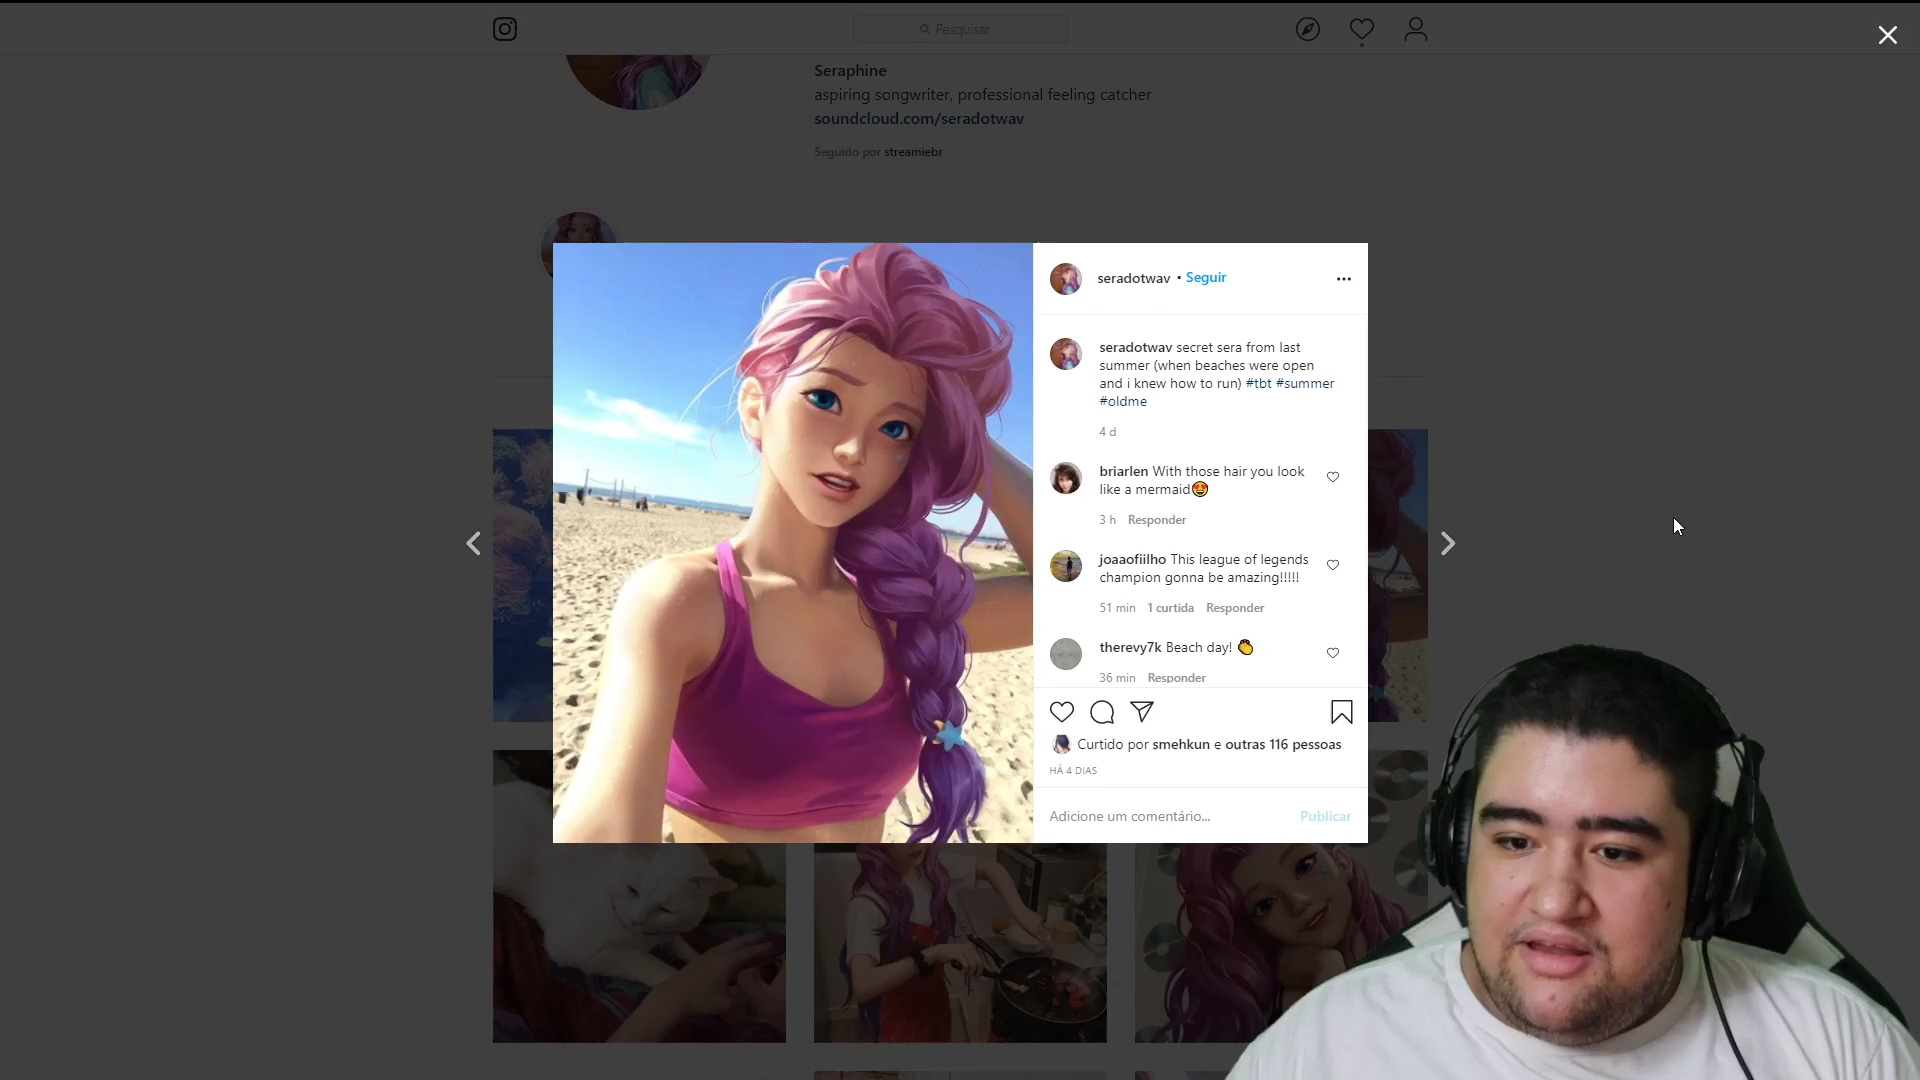 Pesquisar
Seraphine
aspiring songwriter, professional feeling catcher
soundcloud.com/seradotwav
Seguido por streamiebr
seradotwav • Seguir
seradotwav secret sera from last
summer (when beaches were open
and i knew how to run) #tbt #summer
#oldme
4 d
briarlen With those hair you look
like a mermaid😍
3 h Responder
joaaofiilho This league of legends
champion gonna be amazing!!!!!
51 min 1 curtida Responder
therevy7k Beach day! 👏
36 min Responder
Curtido por smehkun e outras 116 pessoas
HÁ 4 DIAS
Adicione um comentário... Publicar